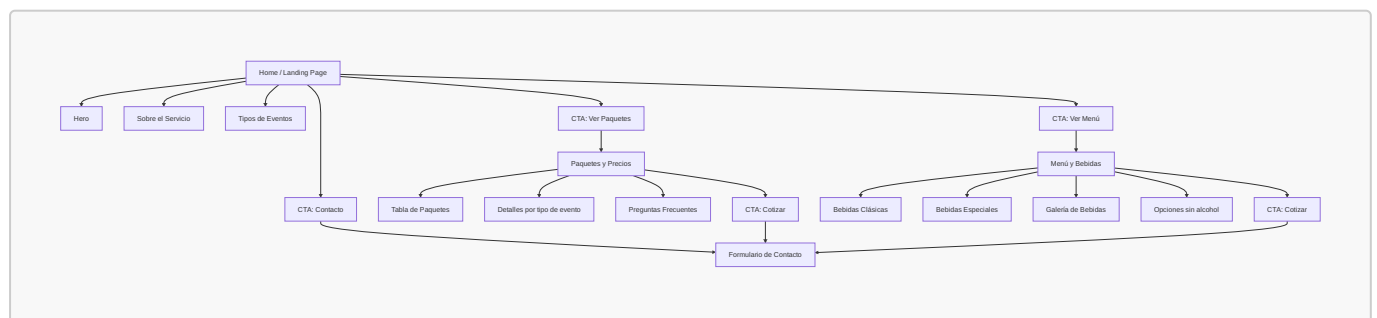 Home / Landing Page
Hero
Sobre el Servicio
Tipos de Eventos
CTA: Ver Paquetes
CTA: Ver Menú
Paquetes y Precios
Menú y Bebidas
CTA: Contacto
Tabla de Paquetes
Detalles por tipo de evento
Preguntas Frecuentes
CTA: Cotizar
Bebidas Clásicas
Bebidas Especiales
Galería de Bebidas
Opciones sin alcohol
CTA: Cotizar
Formulario de Contacto